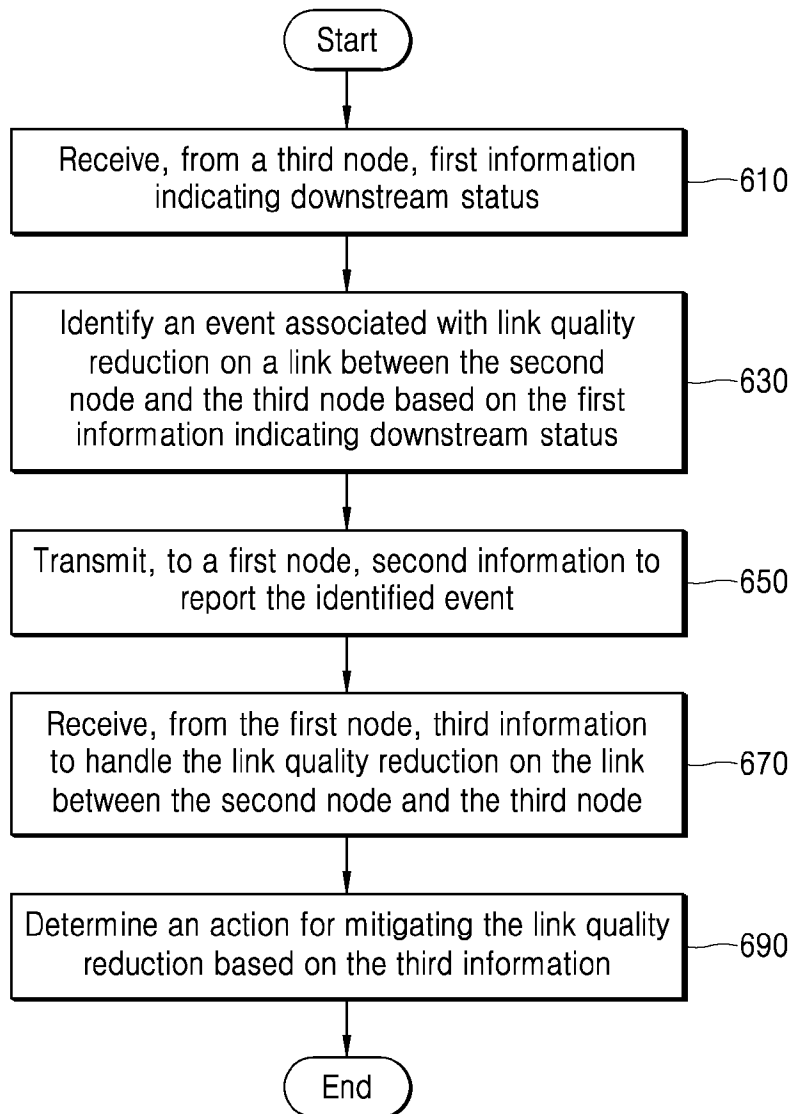 Start
Receive, from a third node, first information
indicating downstream status
610
Identify an event associated with link quality
reduction on a link between the second
node and the third node based on the first
information indicating downstream status
630
Transmit, to a first node, second information to
report the identified event
650
Receive, from the first node, third information
to handle the link quality reduction on the link
between the second node and the third node
670
Determine an action for mitigating the link quality
reduction based on the third information
690
End